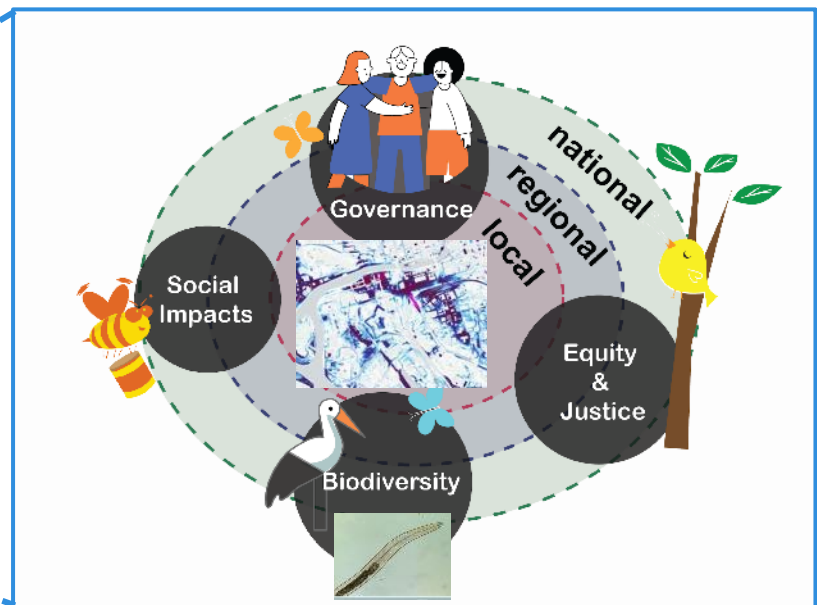 national
regional
local
Governance
Social
Impacts
Equity
&
Justice
Biodiversity